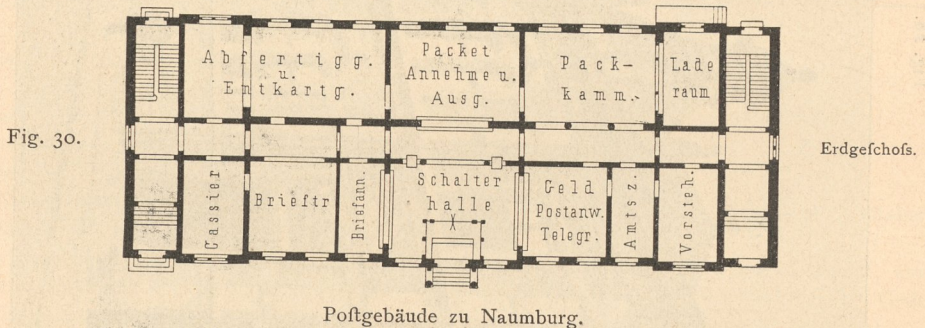 Abfertigg.
u.
Entkartg.
Packet
Annehme u.
Ausg.
Pack-
kamm.
Lade
raum
Fig. 30.
Erdgeſchoſs.
Cassier
Brieftr
Briefann.
Schalter
halle
Geld
Postanw.
Telegr.
Amts z.
Vorsteh.
Poſtgebäude zu Naumburg.